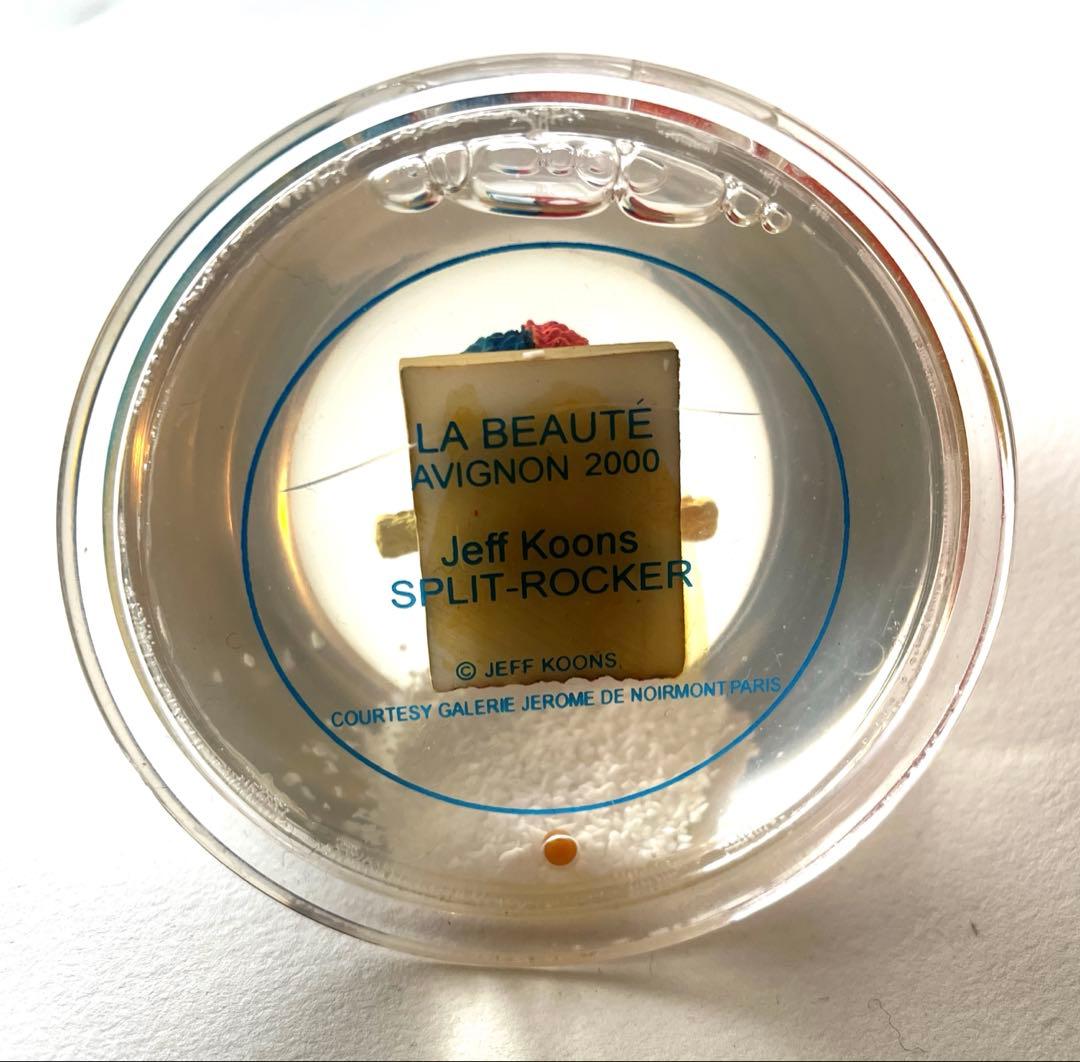 LA BEAUTÉ
AVIGNON 2000
Jeff Koons
SPLIT-ROCKER
© JEFF KOONS
COURTESY GALERIE JEROME DE NOIRMONT PARIS